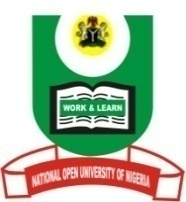 WORK & LEARN
NATIONAL OPEN UNIVERSITY OF NIGERIA